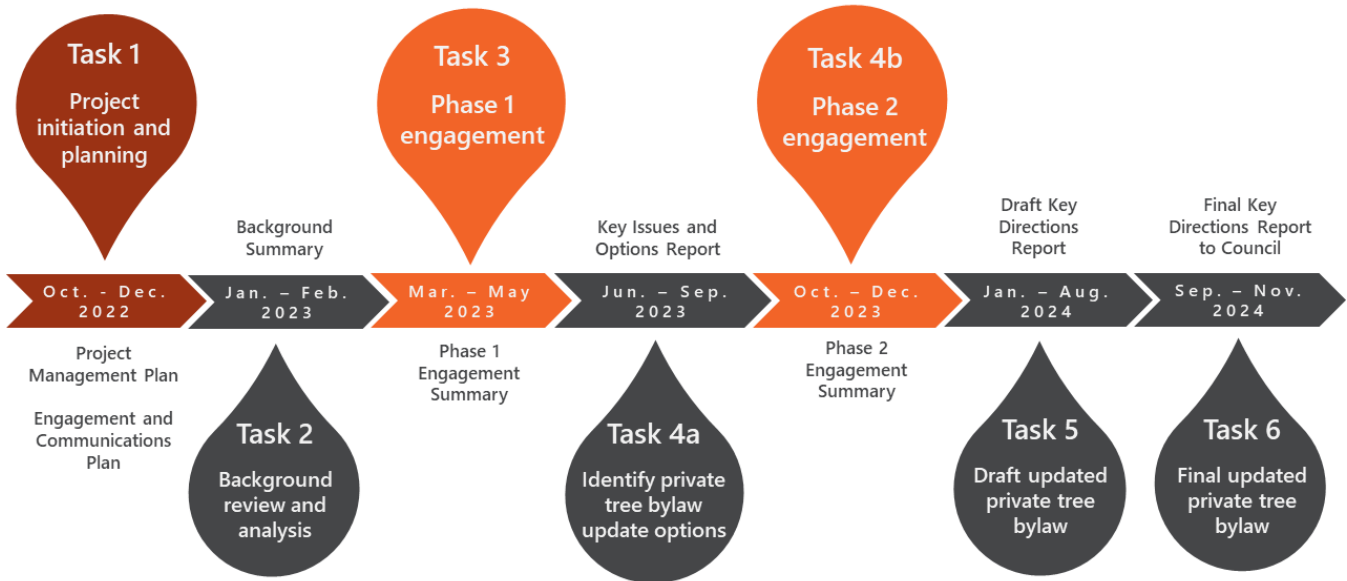 Task 1
Project
initiation and
planning
Task 3
Phase 1
engagement
Task 4b
Phase 2
engagement
Background
Summary
Key Issues and
Options Report
Draft Key
Directions
Report
Final Key
Directions Report
to Council
Oct. - Dec.
2022
Jan. – Feb.
2023
Mar. – May
2023
Jun. – Sep.
2023
Oct. – Dec.
2023
Jan. – Aug.
2024
Sep. – Nov.
2024
Project
Management Plan
Engagement and
Communications
Plan
Phase 1
Engagement
Summary
Phase 2
Engagement
Summary
Task 2
Background
review and
analysis
Task 4a
Identify private
tree bylaw
update options
Task 5
Draft updated
private tree
bylaw
Task 6
Final updated
private tree
bylaw